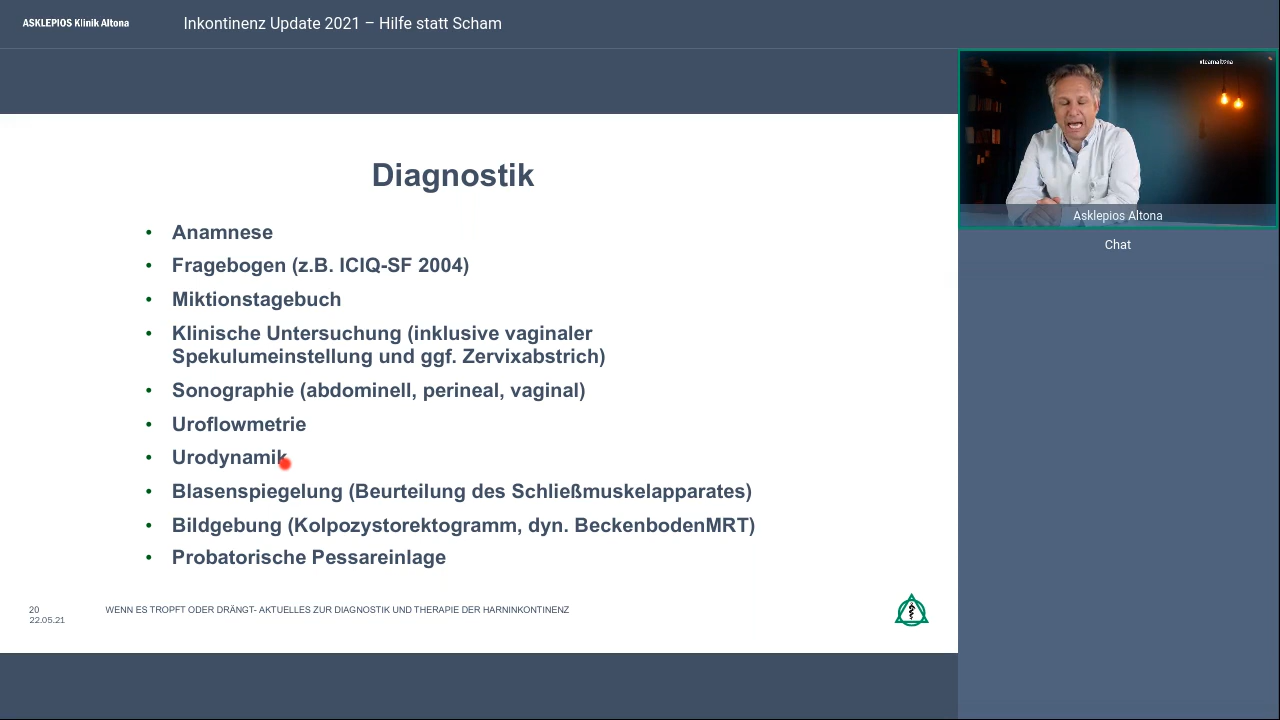 ASKLEPIOS Klinik Altona
Inkontinenz Update 2021 – Hilfe statt Scham
#teamaltona
Asklepios Altona
Chat
Diagnostik
• Anamnese
• Fragebogen (z.B. ICIQ-SF 2004)
• Miktionstagebuch
• Klinische Untersuchung (inklusive vaginaler
Spekulumeinstellung und ggf. Zervixabstrich)
• Sonographie (abdominell, perineal, vaginal)
• Uroflowmetrie
• Urodynamik
• Blasenspiegelung (Beurteilung des Schließmuskelapparates)
• Bildgebung (Kolpozystorektogramm, dyn. BeckenbodenMRT)
• Probatorische Pessareinlage
20
22.05.21
WENN ES TROPFT ODER DRÄNGT- AKTUELLES ZUR DIAGNOSTIK UND THERAPIE DER HARNINKONTINENZ